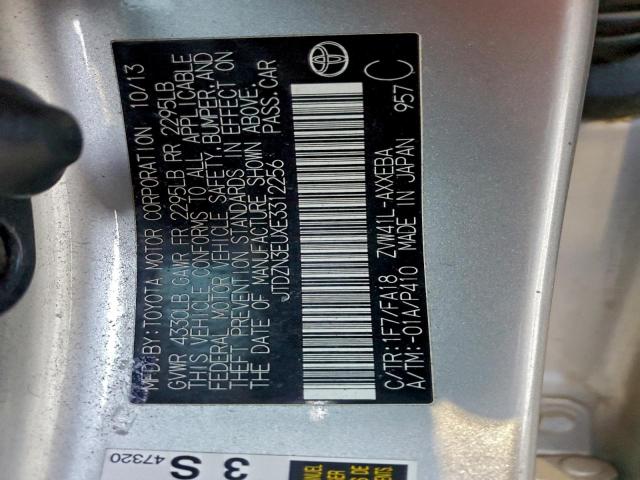 MFD.BY:TOYOTA MOTOR CORPORATION 10/13
GVWR 4330LB GAWR FR 2295LB RR 2295LB
THIS VEHICLE CONFORMS TO ALL APPLICABLE
FEDERAL MOTOR VEHICLE SAFETY, BUMPER, AND
THEFT PREVENTION STANDARDS IN EFFECT ON
THE DATE OF MANUFACTURE SHOWN ABOVE.
JTDZN3EUXE3312256 PASS.CAR
C/TR:1F7/FA18 ZVW41L-AXXEBA 957 C
A/TM:-01A/P410 MADE IN JAPAN
3 S
47320